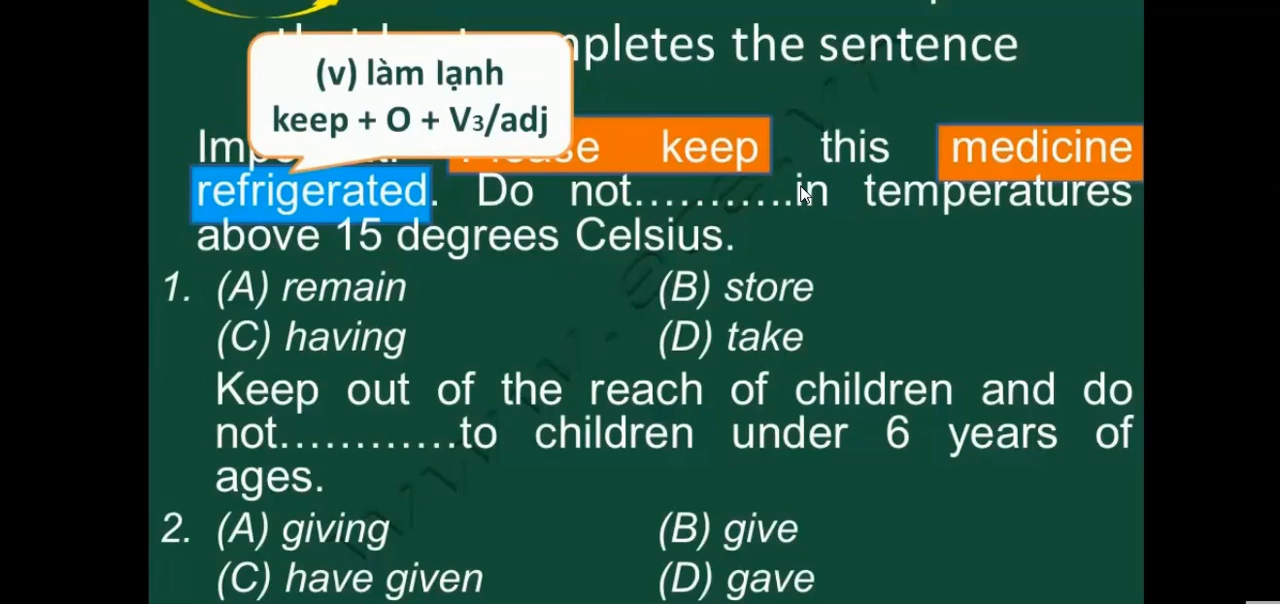 completes the sentence
(v) làm lạnh
keep + O + V3/adj
keep this medicine
refrigerated. Do not...........in temperatures
above 15 degrees Celsius.
1. (A) remain (B) store
(C) having (D) take
Keep out of the reach of children and do
not............to children under 6 years of
ages.
2. (A) giving (B) give
(C) have given (D) gave